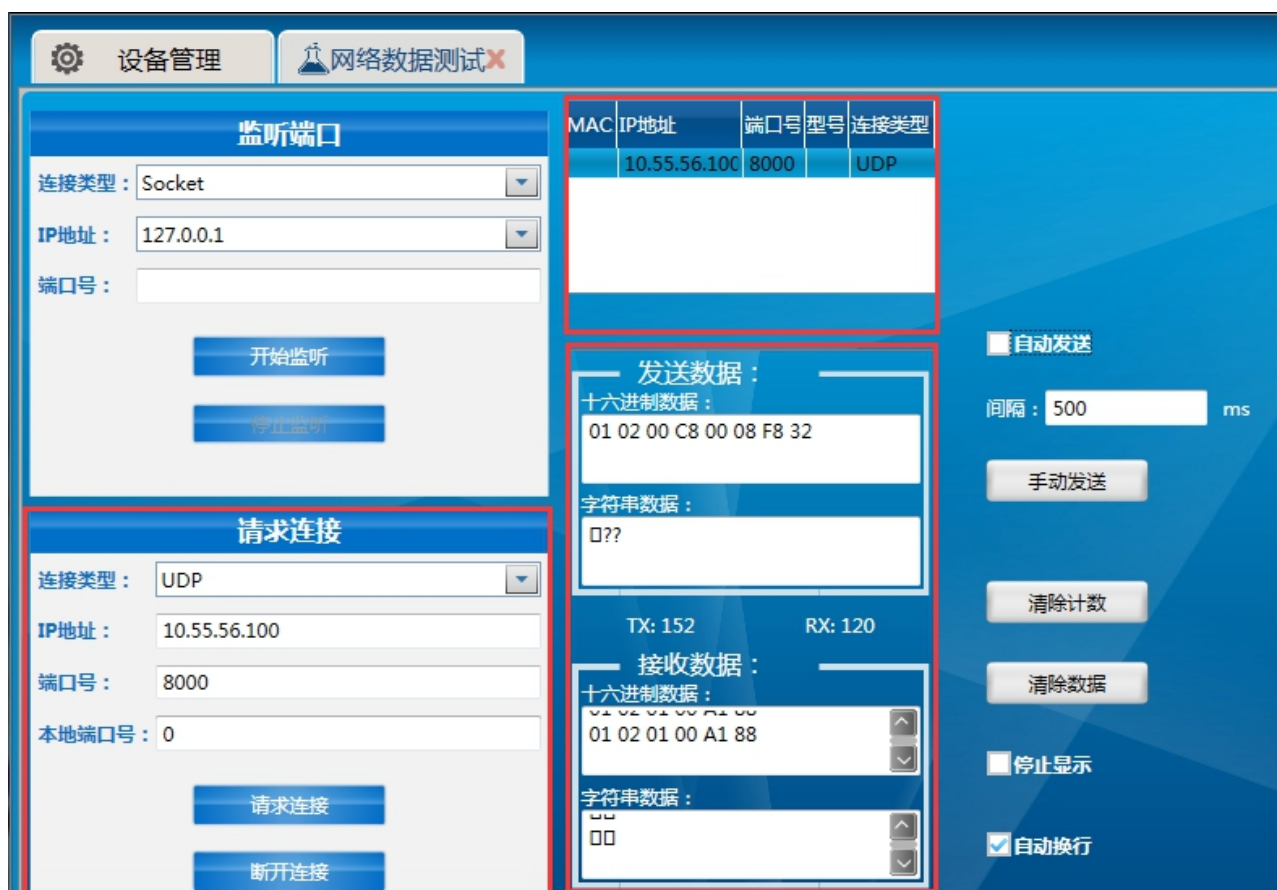 设备管理
网络数据测试
监听端口
连接类型：Socket
IP地址：127.0.0.1
端口号：
开始监听
停止监听
请求连接
连接类型：UDP
IP地址：10.55.56.100
端口号：8000
本地端口号：0
请求连接
断开连接
MAC IP地址 端口号 型号 连接类型
10.55.56.100 8000 UDP
发送数据：
十六进制数据：
01 02 00 C8 00 08 F8 32
字符串数据：
▯??
TX: 152 RX: 120
接收数据：
十六进制数据：
01 02 01 00 A1 88
01 02 01 00 A1 88
字符串数据：
▯▯
▯▯
自动发送
间隔：500 ms
手动发送
清除计数
清除数据
停止显示
自动换行